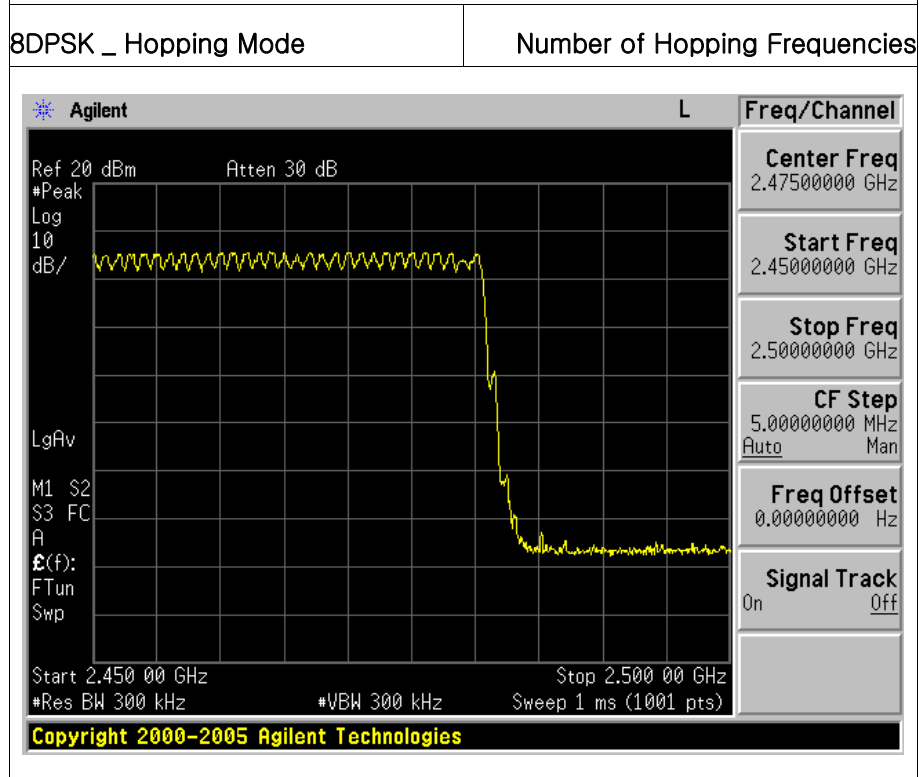 8DPSK _ Hopping Mode
Number of Hopping Frequencies
Agilent
L
Freq/Channel
Ref 20 dBm
Atten 30 dB
#Peak
Log
10
dB/
LgAv
M1 S2
S3 FC
A
£(f):
FTun
Swp
Start 2.450 00 GHz
Stop 2.500 00 GHz
#Res BW 300 kHz
#VBW 300 kHz
Sweep 1 ms (1001 pts)
Center Freq
2.47500000 GHz
Start Freq
2.45000000 GHz
Stop Freq
2.50000000 GHz
CF Step
5.00000000 MHz
Auto Man
Freq Offset
0.00000000 Hz
Signal Track
On Off
Copyright 2000-2005 Agilent Technologies